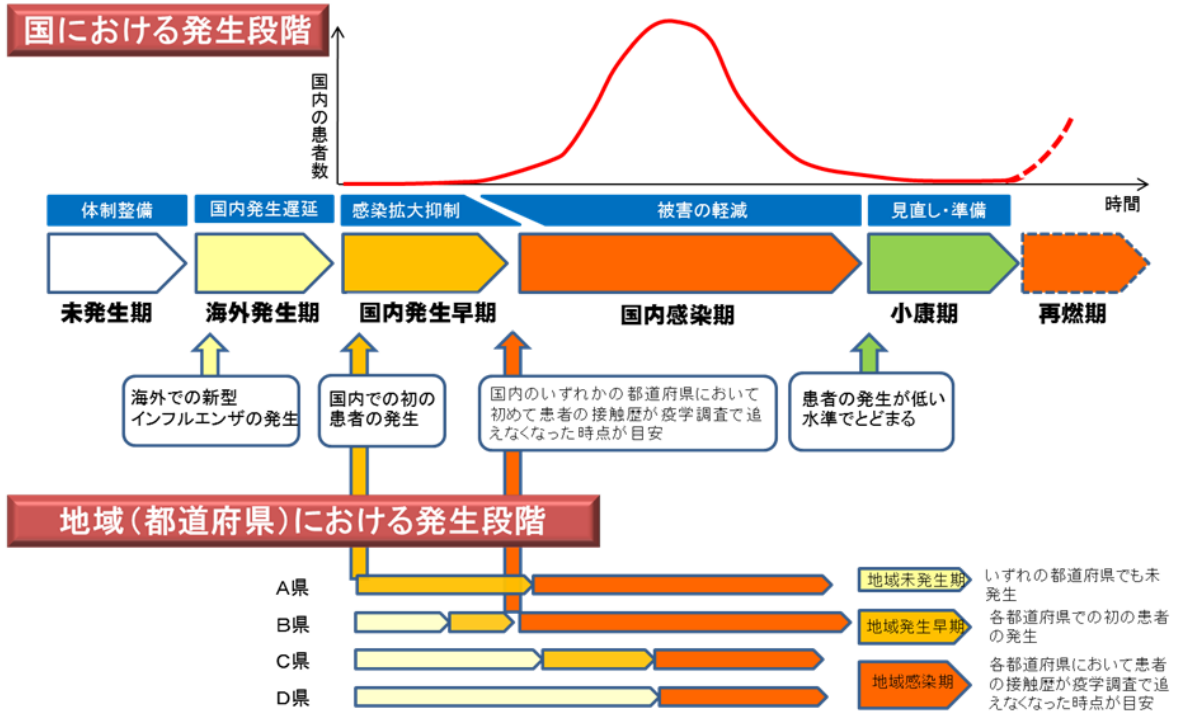 国における発生段階
国内の患者数
時間
体制整備
国内発生遅延
感染拡大抑制
被害の軽減
見直し・準備
未発生期
海外発生期
国内発生早期
国内感染期
小康期
再燃期
海外での新型
インフルエンザの発生
国内での初の
患者の発生
国内のいずれかの都道府県において
初めて患者の接触歴が疫学調査で追
えなくなった時点が目安
患者の発生が低い
水準でとどまる
地域(都道府県)における発生段階
A県
B県
C県
D県
地域未発生期
いずれの都道府県でも未
発生
地域発生早期
各都道府県での初の患者
の発生
地域感染期
各都道府県において患者
の接触歴が疫学調査で追
えなくなった時点が目安